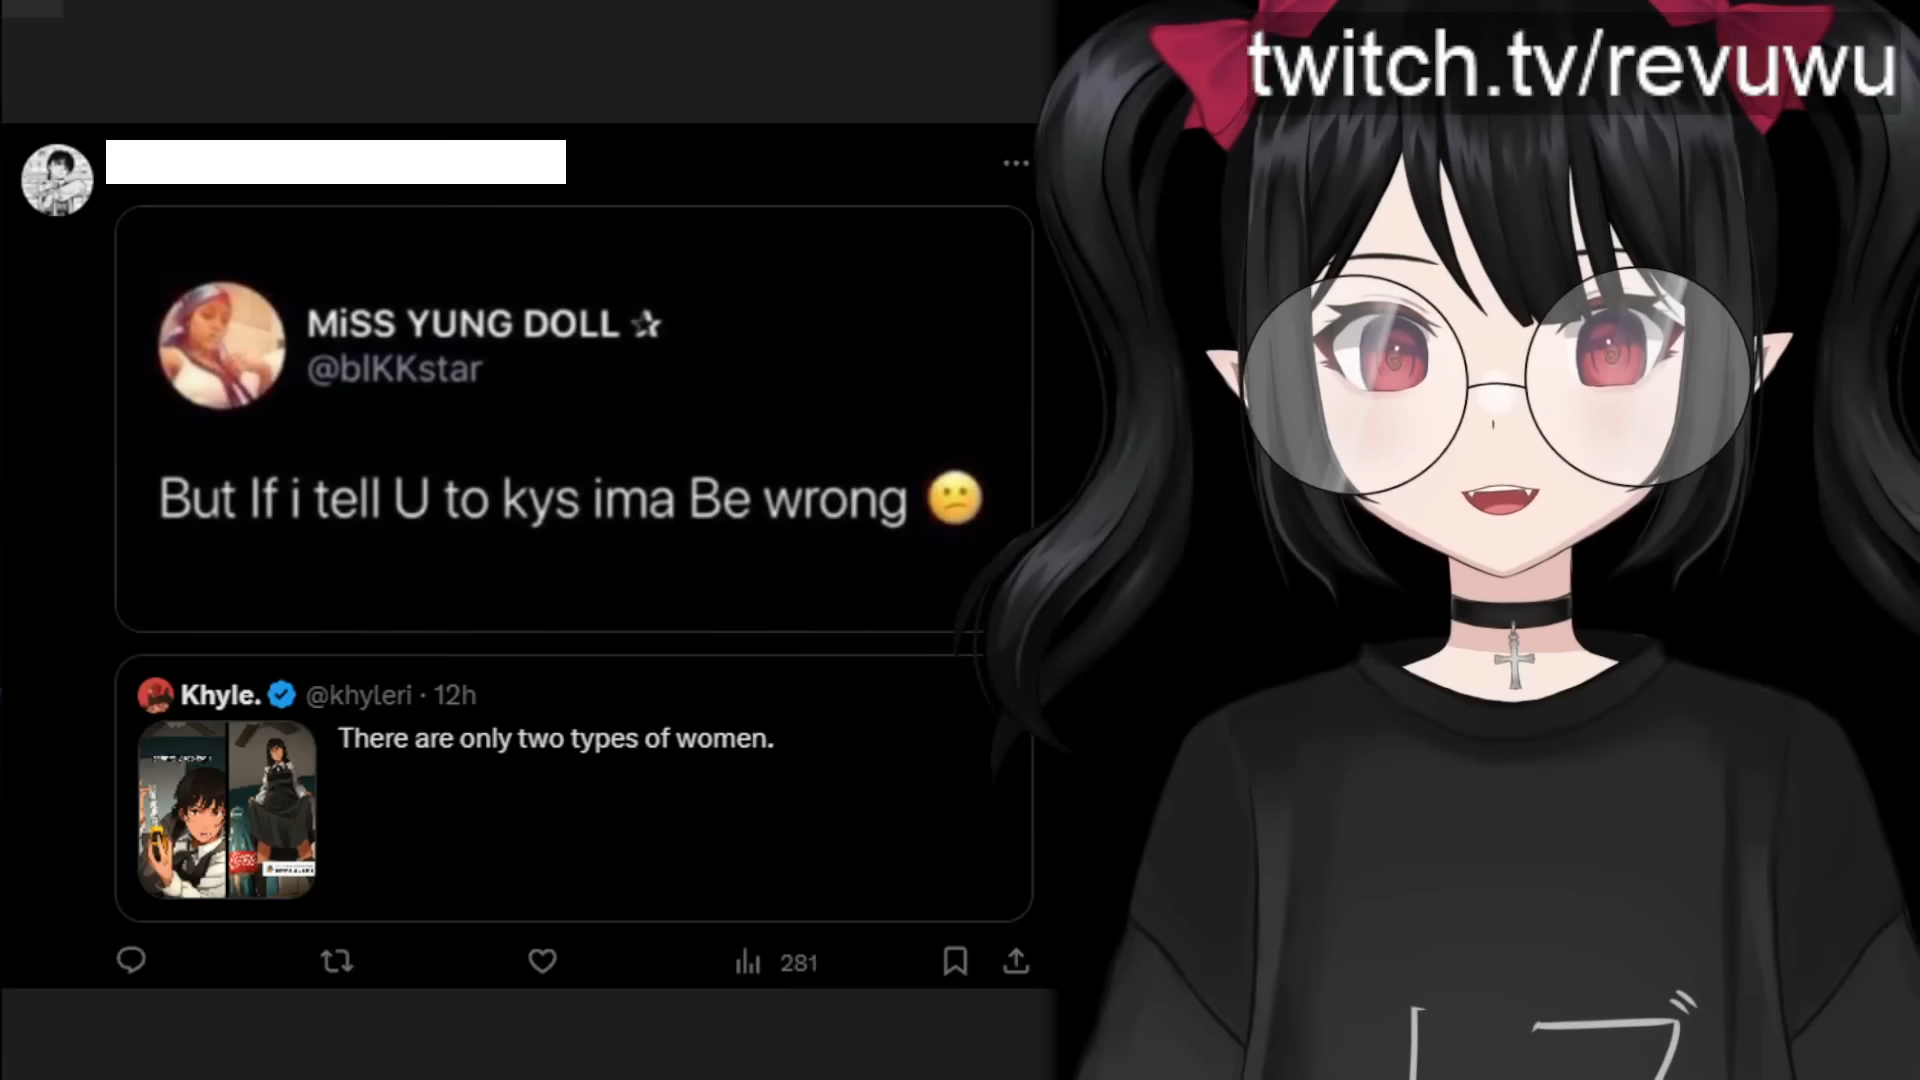 twitch.tv/revuwu
MiSS YUNG DOLL ✰
@blKKstar
But If i tell U to kys ima Be wrong 😕
Khyle. @khyleri · 12h
There are only two types of women.
281